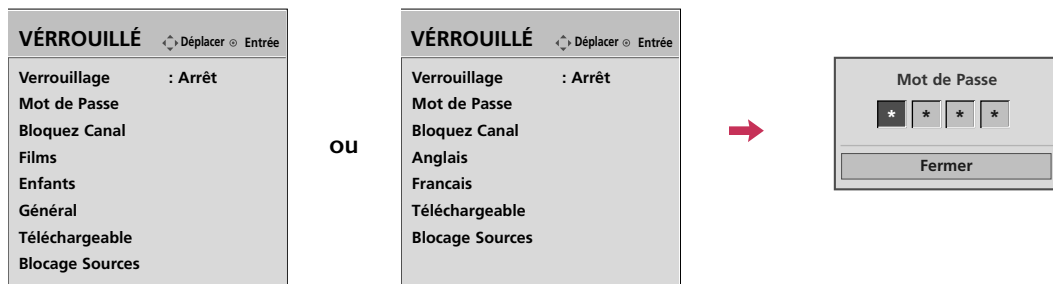 VÉRROUILLÉ Déplacer Entrée
Verrouillage : Arrêt
Mot de Passe
Bloquez Canal
Films
Enfants
Général
Téléchargeable
Blocage Sources
ou
VÉRROUILLÉ Déplacer Entrée
Verrouillage : Arrêt
Mot de Passe
Bloquez Canal
Anglais
Francais
Téléchargeable
Blocage Sources
Mot de Passe
* * * *
Fermer